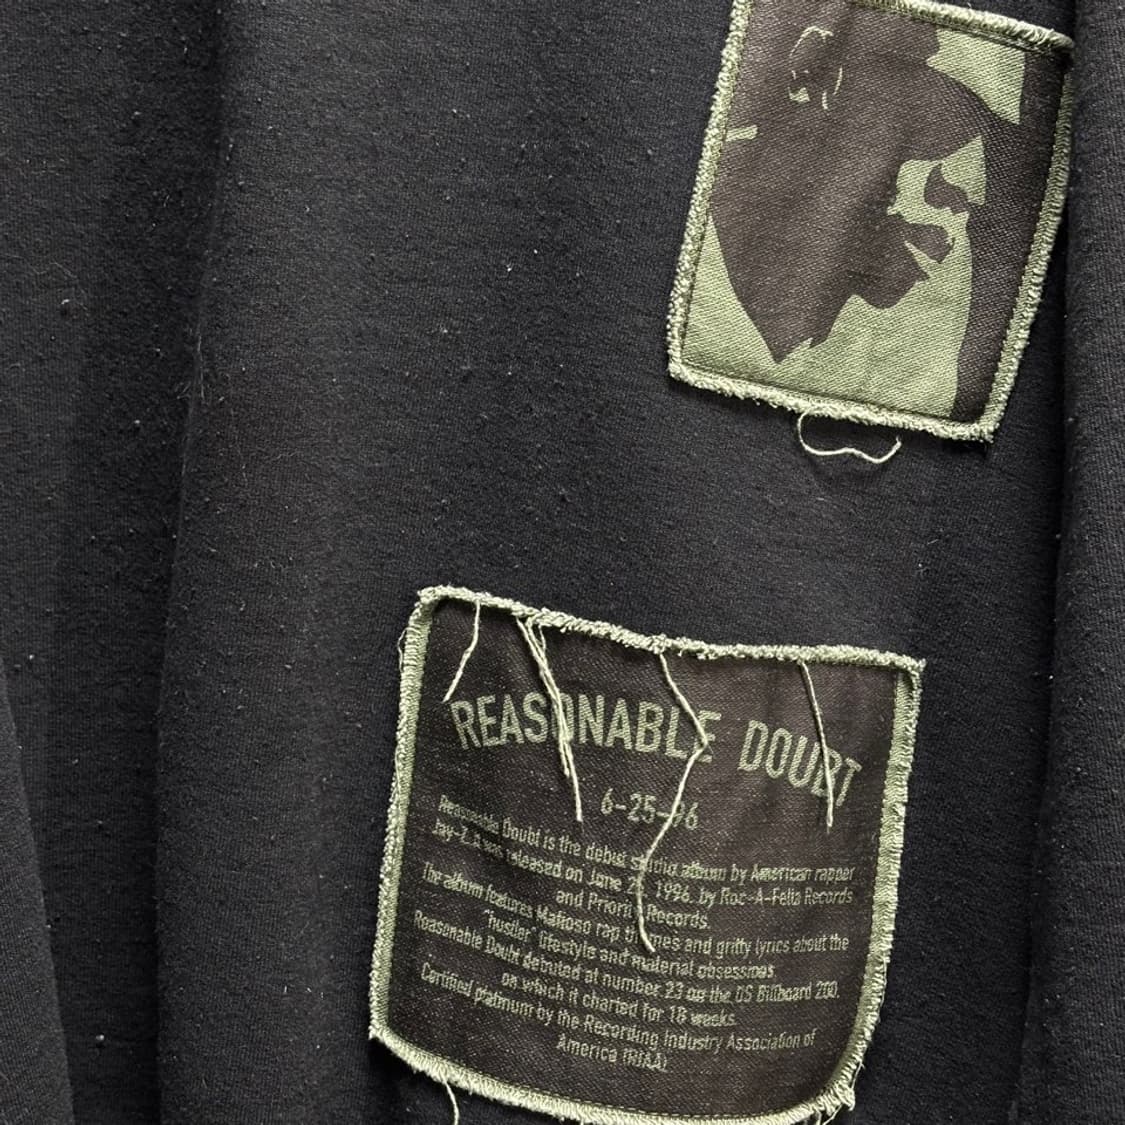 REASONABLE DOUBT
6-25-96
Reasonable Doubt is the debut studio album by American rapper
Jay-Z. It was released on June 25, 1996, by Roc-A-Fella Records
and Priority Records.
The album features Mafioso rap themes and gritty lyrics about the
"hustler" lifestyle and material obsessions.
Reasonable Doubt debuted at number 23 on the US Billboard 200,
on which it charted for 18 weeks.
Certified platinum by the Recording Industry Association of
America (RIAA)